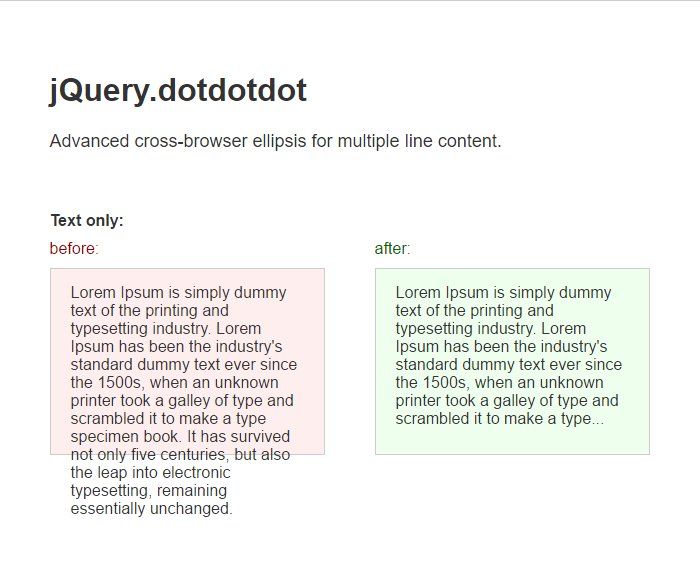 jQuery.dotdotdot
Advanced cross-browser ellipsis for multiple line content.
Text only:
before:
Lorem Ipsum is simply dummy
text of the printing and
typesetting industry. Lorem
Ipsum has been the industry's
standard dummy text ever since
the 1500s, when an unknown
printer took a galley of type and
scrambled it to make a type
specimen book. It has survived
not only five centuries, but also
the leap into electronic
typesetting, remaining
essentially unchanged.
after:
Lorem Ipsum is simply dummy
text of the printing and
typesetting industry. Lorem
Ipsum has been the industry's
standard dummy text ever since
the 1500s, when an unknown
printer took a galley of type and
scrambled it to make a type...